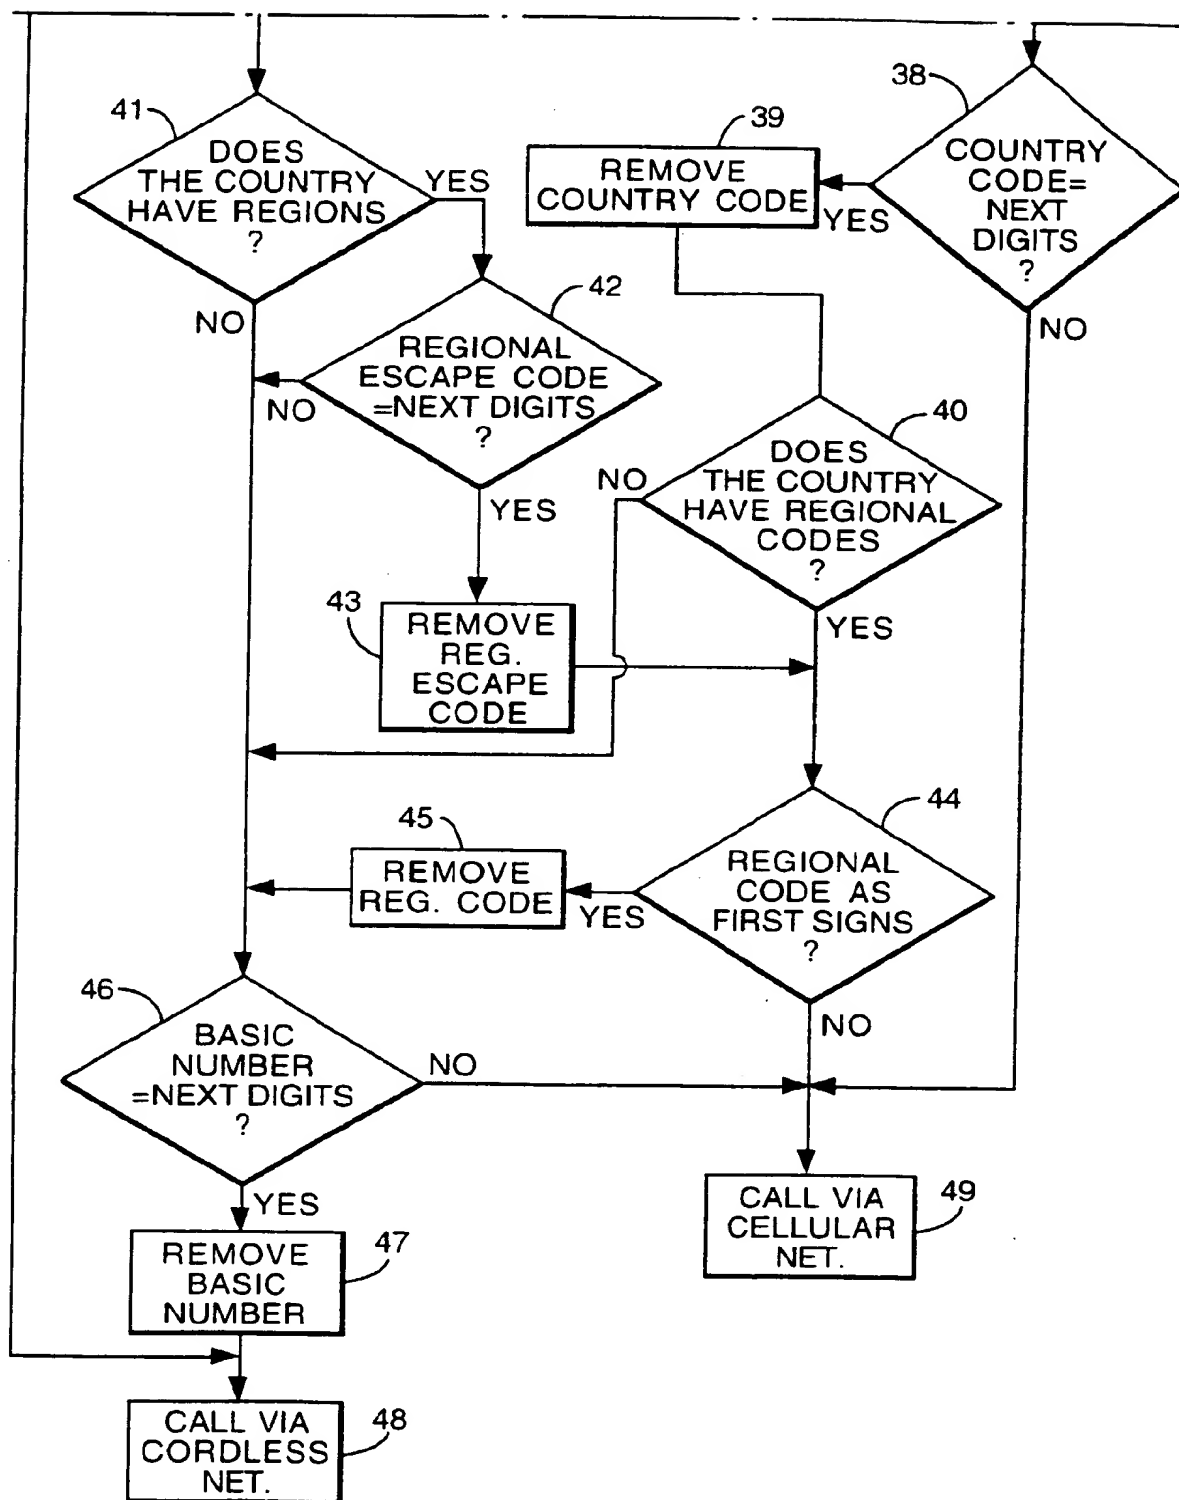 41
DOES
THE COUNTRY
HAVE REGIONS
?
YES
NO
38
COUNTRY
CODE=
NEXT
DIGITS
?
YES
NO
39
REMOVE
COUNTRY CODE
42
REGIONAL
ESCAPE CODE
=NEXT DIGITS
?
NO
YES
40
DOES
THE COUNTRY
HAVE REGIONAL
CODES
?
NO
YES
43
REMOVE
REG.
ESCAPE
CODE
44
REGIONAL
CODE AS
FIRST SIGNS
?
YES
NO
45
REMOVE
REG. CODE
46
BASIC
NUMBER
=NEXT DIGITS
?
NO
YES
47
REMOVE
BASIC
NUMBER
49
CALL VIA
CELLULAR
NET.
48
CALL VIA
CORDLESS
NET.